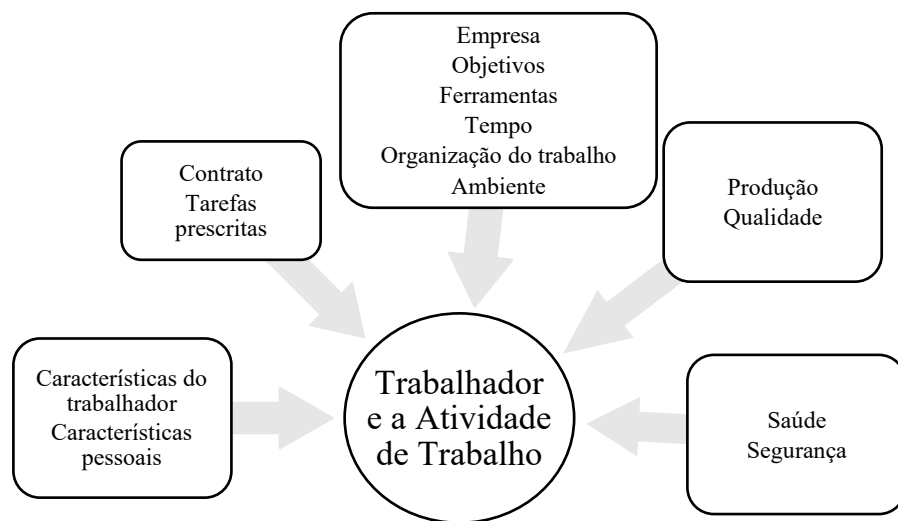 Empresa
Objetivos
Ferramentas
Tempo
Organização do trabalho
Ambiente
Contrato
Tarefas
prescritas
Produção
Qualidade
Características do
trabalhador
Características
pessoais
Trabalhador
e a Atividade
de Trabalho
Saúde
Segurança